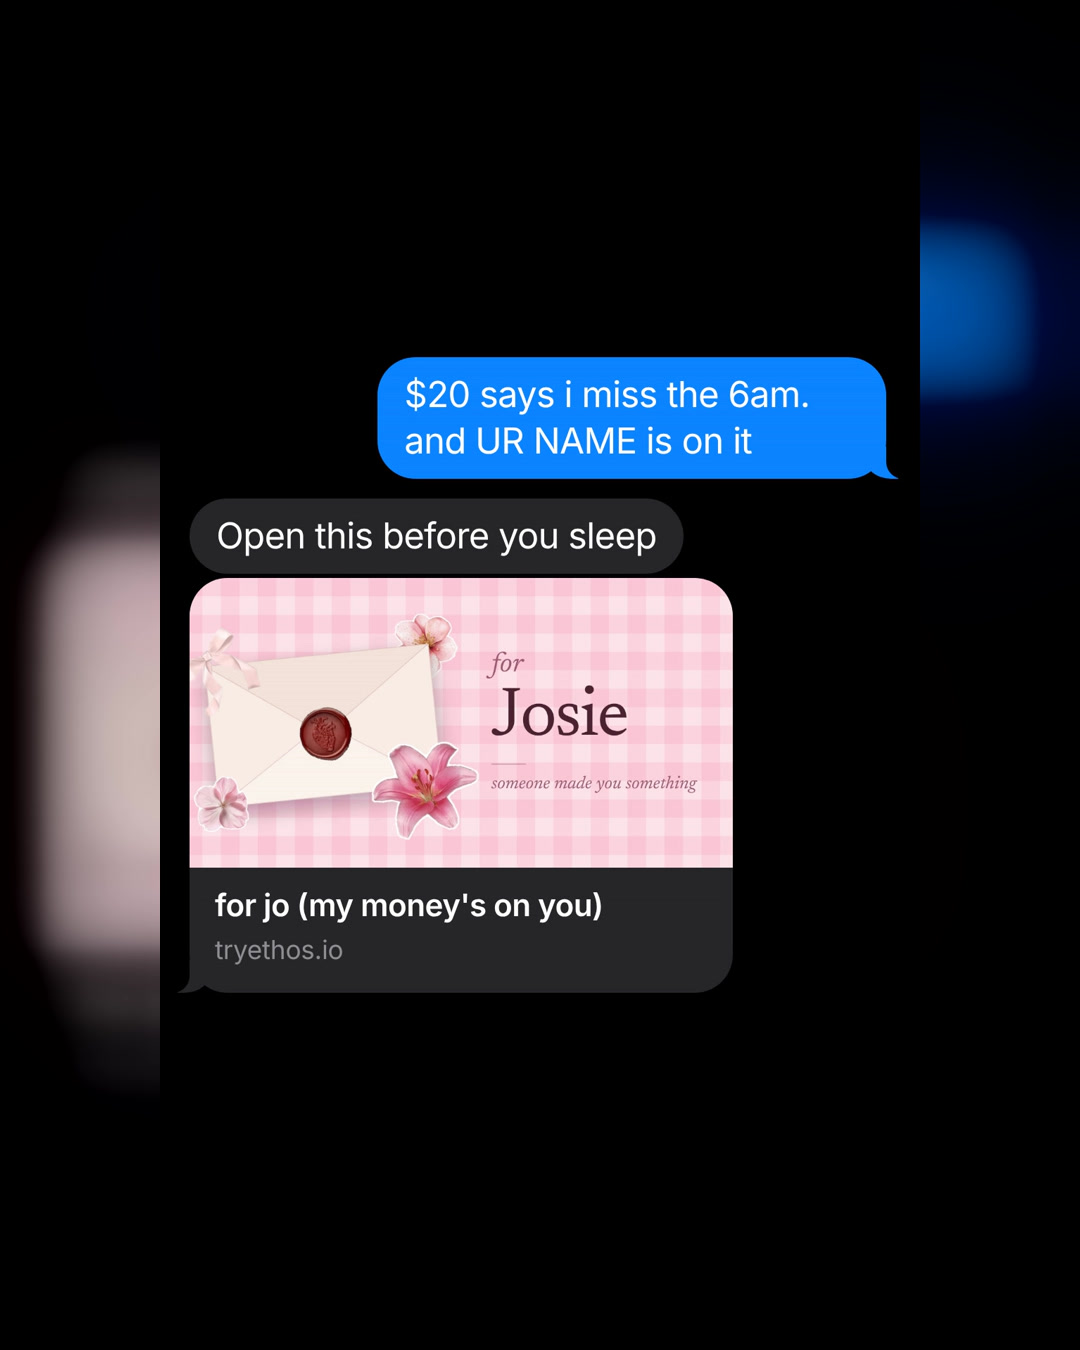 $20 says i miss the 6am.
and UR NAME is on it
Open this before you sleep
for
Josie
someone made you something
for jo (my money's on you)
tryethos.io